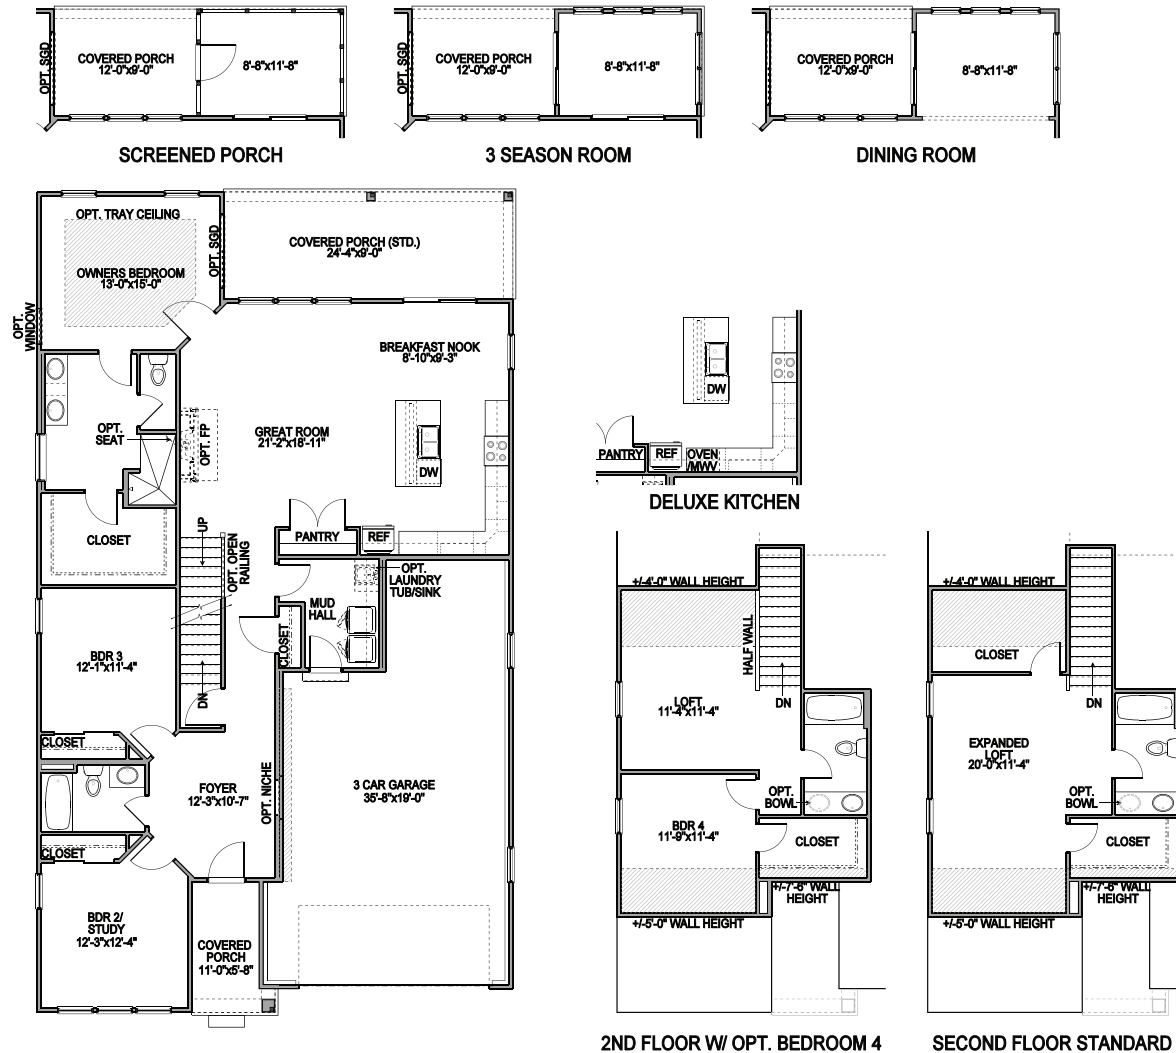 OPT. SGD
COVERED PORCH
12'-0"x9'-0"
8'-8"x11'-8"
SCREENED PORCH
OPT. SGD
COVERED PORCH
12'-0"x9'-0"
8'-8"x11'-8"
3 SEASON ROOM
COVERED PORCH
12'-0"x9'-0"
8'-8"x11'-8"
DINING ROOM
OPT. TRAY CEILING
OWNERS BEDROOM
13'-0"x15'-0"
OPT. SGD
COVERED PORCH (STD.)
24'-4"x9'-0"
OPT.
WINDOW
BREAKFAST NOOK
8'-10"x9'-3"
OPT.
SEAT
OPT. FP
GREAT ROOM
21'-2"x18'-11"
DW
CLOSET
UP
OPT. OPEN
RAILING
PANTRY
REF
OPT.
LAUNDRY
TUB/SINK
MUD
HALL
CLOSET
BDR 3
12'-1"x11'-4"
DN
CLOSET
FOYER
12'-3"x10'-7"
OPT. NICHE
3 CAR GARAGE
35'-8"x19'-0"
CLOSET
BDR 2/
STUDY
12'-3"x12'-4"
COVERED
PORCH
11'-0"x5'-8"
DW
PANTRY
REF
OVEN
/MWV
DELUXE KITCHEN
+/-4'-0" WALL HEIGHT
HALF WALL
LOFT
11'-4"x11'-4"
DN
OPT.
BOWL
BDR 4
11'-9"x11'-4"
CLOSET
+/-7'-6" WALL
HEIGHT
+/-5'-0" WALL HEIGHT
2ND FLOOR W/ OPT. BEDROOM 4
+/-4'-0" WALL HEIGHT
CLOSET
DN
EXPANDED
LOFT
20'-0"x11'-4"
OPT.
BOWL
CLOSET
+/-7'-6" WALL
HEIGHT
+/-5'-0" WALL HEIGHT
SECOND FLOOR STANDARD